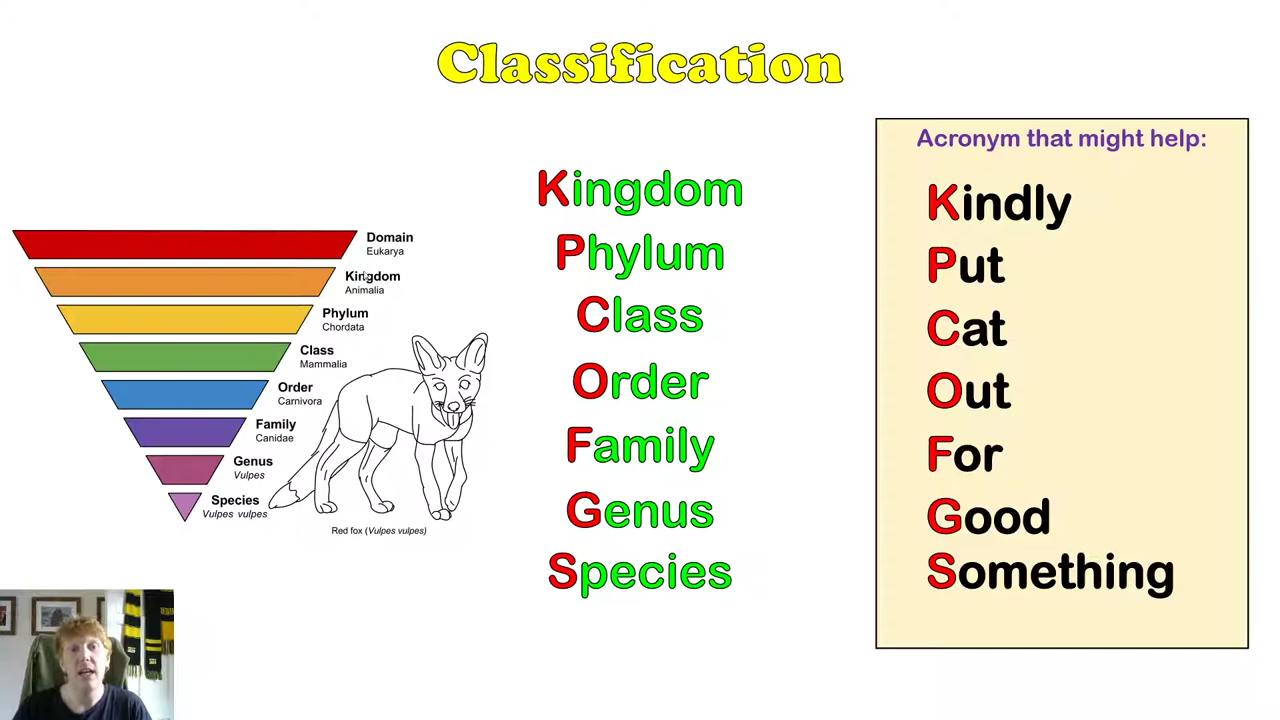 Classification
Domain
Eukarya
Kingdom
Animalia
Phylum
Chordata
Class
Mammalia
Order
Carnivora
Family
Canidae
Genus
Vulpes
Species
Vulpes vulpes
Red fox (Vulpes vulpes)
Kingdom
Phylum
Class
Order
Family
Genus
Species
Acronym that might help:
Kindly
Put
Cat
Out
For
Good
Something